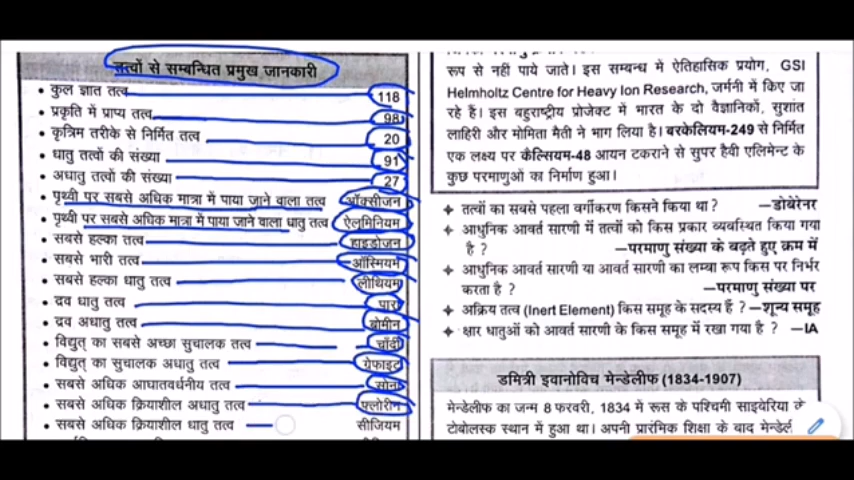 तत्वों से सम्बन्धित प्रमुख जानकारी
• कुल ज्ञात तत्व 118
• प्रकृति में प्राप्य तत्व 98
• कृत्रिम तरीके से निर्मित तत्व 20
• धातु तत्वों की संख्या 91
• अधातु तत्वों की संख्या 27
• पृथ्वी पर सबसे अधिक मात्रा में पाया जाने वाला तत्व ऑक्सीजन
• पृथ्वी पर सबसे अधिक मात्रा में पाया जाने वाला धातु तत्व ऐलुमिनियम
• सबसे हल्का तत्व हाइड्रोजन
• सबसे भारी तत्व ऑस्मियम
• सबसे हल्का धातु तत्व लीथियम
• द्रव धातु तत्व पारा
• द्रव अधातु तत्व ब्रोमीन
• विद्युत् का सबसे अच्छा सुचालक तत्व चाँदी
• विद्युत् का सुचालक अधातु तत्व ग्रेफाइट
• सबसे अधिक आघातवर्धनीय तत्व सोना
• सबसे अधिक क्रियाशील अधातु तत्व फ्लोरीन
• सबसे अधिक क्रियाशील धातु तत्व सीजियम
रूप से नहीं पाये जाते। इस सम्बन्ध में ऐतिहासिक प्रयोग, GSI
Helmholtz Centre for Heavy Ion Research, जर्मनी में किए जा
रहे हैं। इस बहुराष्ट्रीय प्रोजेक्ट में भारत के दो वैज्ञानिकों, सुशांत
लाहिरी और मोमिता मैती ने भाग लिया है। बरकेलियम-249 से निर्मित
एक लक्ष्य पर कैल्सियम-48 आयन टकराने से सुपर हैवी एलिमेन्ट के
कुछ परमाणुओं का निर्माण हुआ।
तत्वों का सबसे पहला वर्गीकरण किसने किया था ? —डोबेरेनर
आधुनिक आवर्त सारणी में तत्वों को किस प्रकार व्यवस्थित किया गया
है ? —परमाणु संख्या के बढ़ते हुए क्रम में
आधुनिक आवर्त सारणी या आवर्त सारणी का लम्बा रूप किस पर निर्भर
करता है ? —परमाणु संख्या पर
अक्रिय तत्व (Inert Element) किस समूह के सदस्य हैं ? —शून्य समूह
क्षार धातुओं को आवर्त सारणी के किस समूह में रखा गया है ? —IA
डमित्री इवानोविच मेन्डेलीफ (1834-1907)
मेन्डेलीफ का जन्म 8 फरवरी, 1834 में रूस के पश्चिमी साइबेरिया के
टोबोलस्क स्थान में हुआ था। अपनी प्रारंमिक शिक्षा के बाद